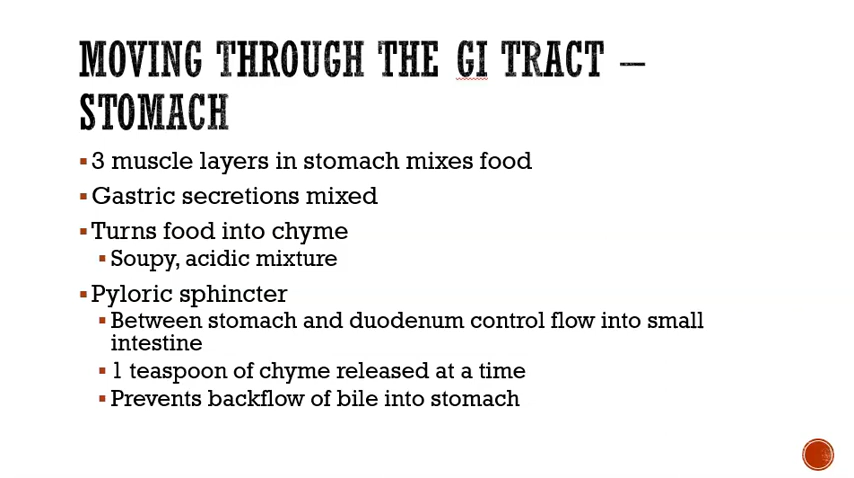 MOVING THROUGH THE GI TRACT –
STOMACH
▪3 muscle layers in stomach mixes food
▪Gastric secretions mixed
▪Turns food into chyme
▪Soupy, acidic mixture
▪Pyloric sphincter
▪Between stomach and duodenum control flow into small
intestine
▪1 teaspoon of chyme released at a time
▪Prevents backflow of bile into stomach